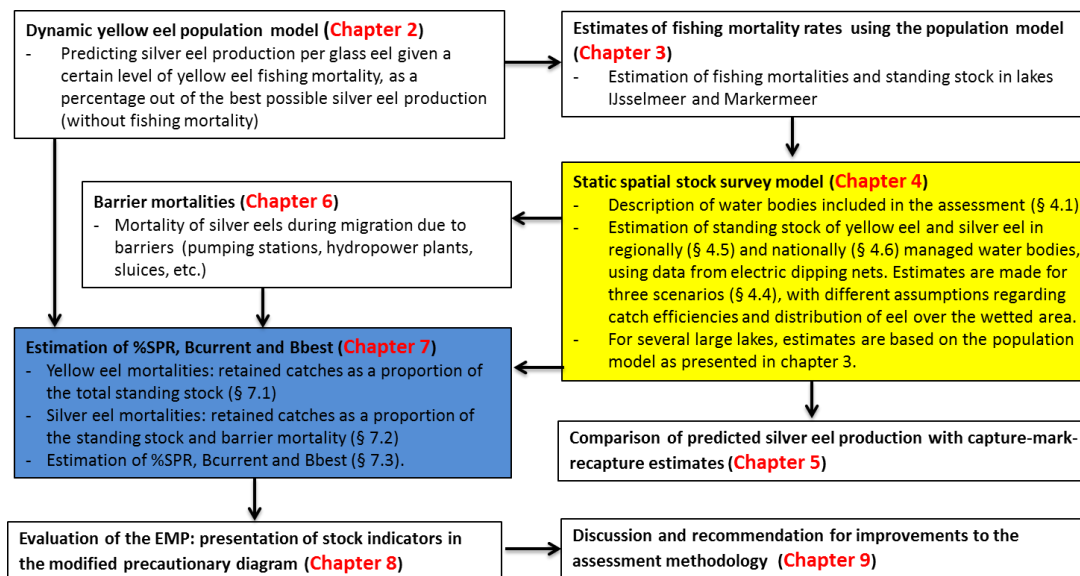 Dynamic yellow eel population model (Chapter 2)
- Predicting silver eel production per glass eel given a
certain level of yellow eel fishing mortality, as a
percentage out of the best possible silver eel production
(without fishing mortality)
Estimates of fishing mortality rates using the population model
(Chapter 3)
- Estimation of fishing mortalities and standing stock in lakes
IJsselmeer and Markermeer
Barrier mortalities (Chapter 6)
- Mortality of silver eels during migration due to
barriers (pumping stations, hydropower plants,
sluices, etc.)
Static spatial stock survey model (Chapter 4)
- Description of water bodies included in the assessment (§ 4.1)
- Estimation of standing stock of yellow eel and silver eel in
regionally (§ 4.5) and nationally (§ 4.6) managed water bodies,
using data from electric dipping nets. Estimates are made for
three scenarios (§ 4.4), with different assumptions regarding
catch efficiencies and distribution of eel over the wetted area.
- For several large lakes, estimates are based on the population
model as presented in chapter 3.
Estimation of %SPR, Bcurrent and Bbest (Chapter 7)
- Yellow eel mortalities: retained catches as a proportion of
the total standing stock (§ 7.1)
- Silver eel mortalities: retained catches as a proportion of
the standing stock and barrier mortality (§ 7.2)
- Estimation of %SPR, Bcurrent and Bbest (§ 7.3).
Comparison of predicted silver eel production with capture-mark-
recapture estimates (Chapter 5)
Evaluation of the EMP: presentation of stock indicators in
the modified precautionary diagram (Chapter 8)
Discussion and recommendation for improvements to the
assessment methodology (Chapter 9)